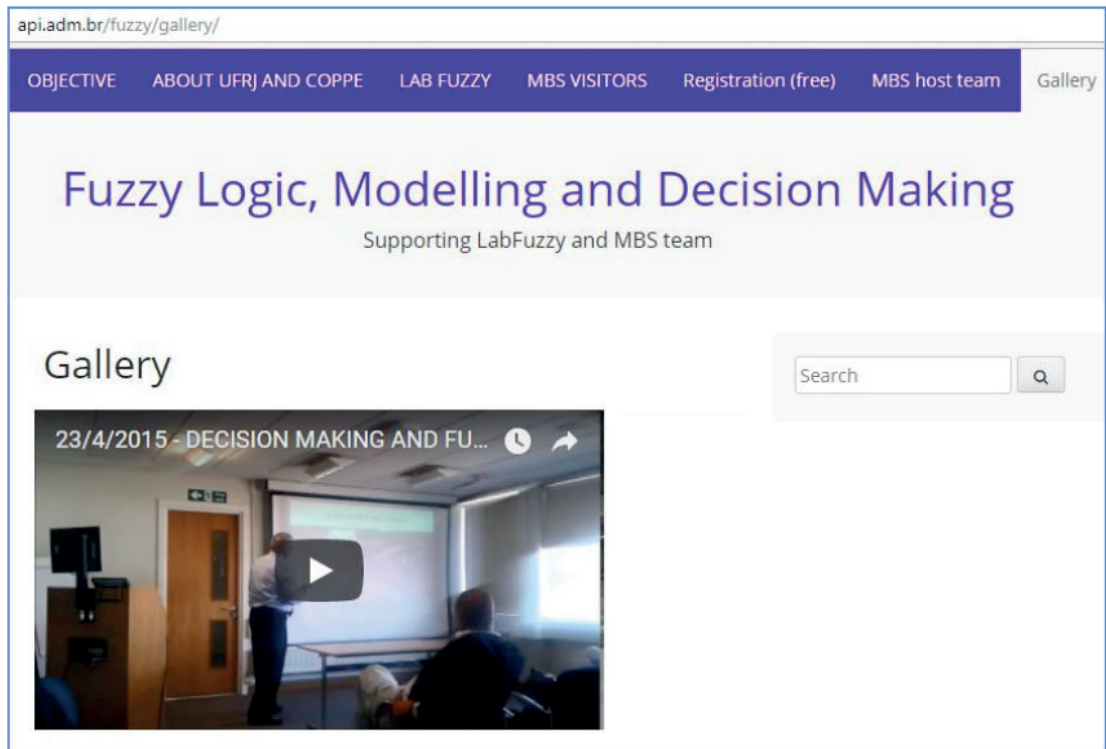 api.adm.br/fuzzy/gallery/
OBJECTIVE ABOUT UFRJ AND COPPE LAB FUZZY MBS VISITORS Registration (free) MBS host team Gallery
Fuzzy Logic, Modelling and Decision Making
Supporting LabFuzzy and MBS team
Gallery
Search
23/4/2015 - DECISION MAKING AND FU...